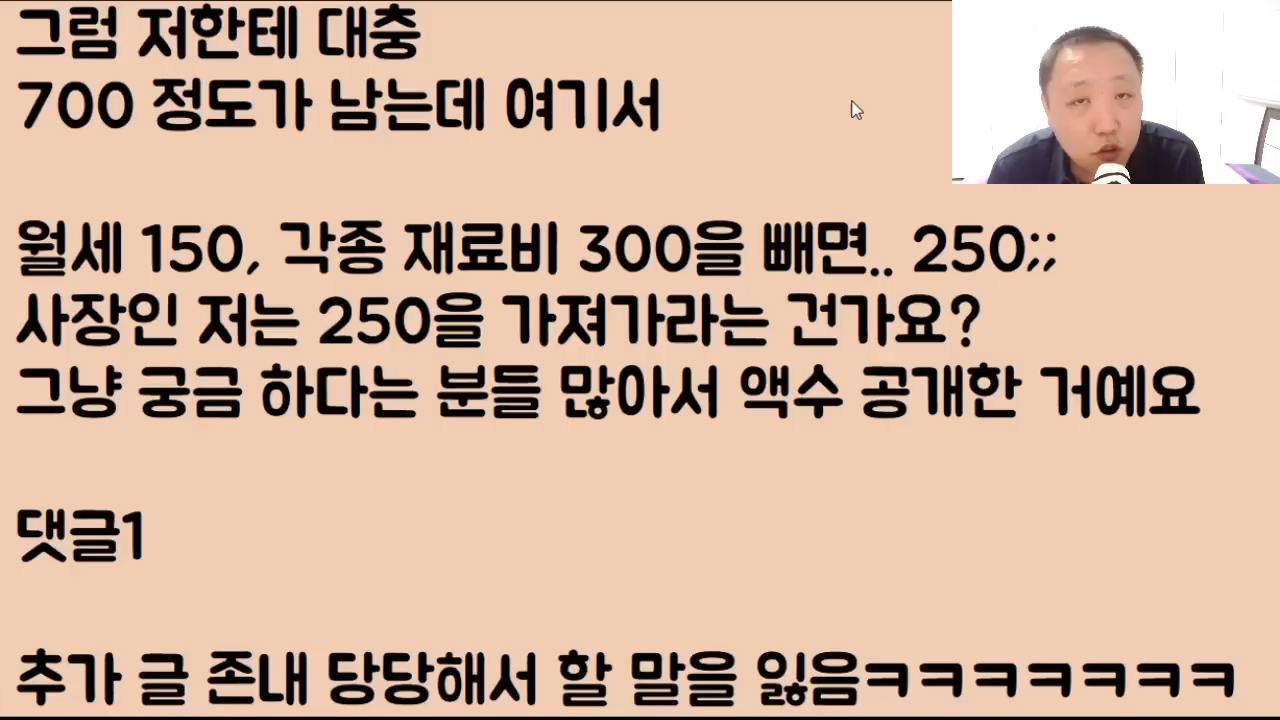 그럼 저한테 대충
700 정도가 남는데 여기서
월세 150, 각종 재료비 300을 빼면.. 250;;
사장인 저는 250을 가져가라는 건가요?
그냥 궁금 하다는 분들 많아서 액수 공개한 거예요
댓글1
추가 글 존내 당당해서 할 말을 잃음ㅋㅋㅋㅋㅋㅋㅋ